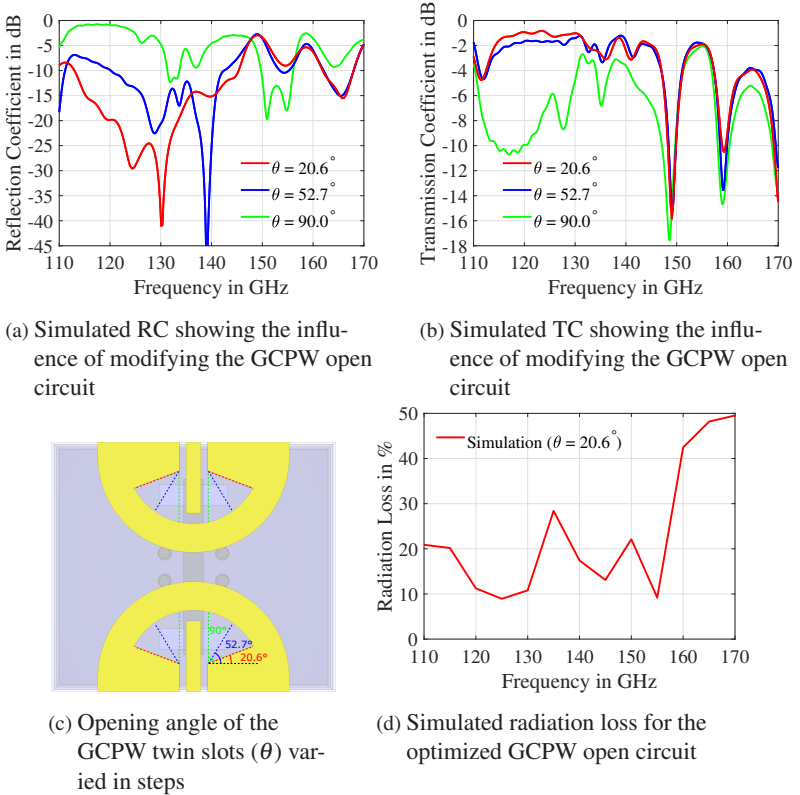 Reflection Coefficient in dB
0
-5
-10
-15
-20
-25
-30
-35
-40
-45
110 120 130 140 150 160 170
Frequency in GHz
θ = 20.6°
θ = 52.7°
θ = 90.0°
(a) Simulated RC showing the influ-
ence of modifying the GCPW open
circuit
Transmission Coefficient in dB
0
-2
-4
-6
-8
-10
-12
-14
-16
-18
110 120 130 140 150 160 170
Frequency in GHz
θ = 20.6°
θ = 52.7°
θ = 90.0°
(b) Simulated TC showing the influ-
ence of modifying the GCPW open
circuit
90°
52.7°
20.6°
(c) Opening angle of the
GCPW twin slots (θ) var-
ied in steps
Radiation Loss in %
50
40
30
20
10
0
110 120 130 140 150 160 170
Frequency in GHz
Simulation (θ = 20.6°)
(d) Simulated radiation loss for the
optimized GCPW open circuit